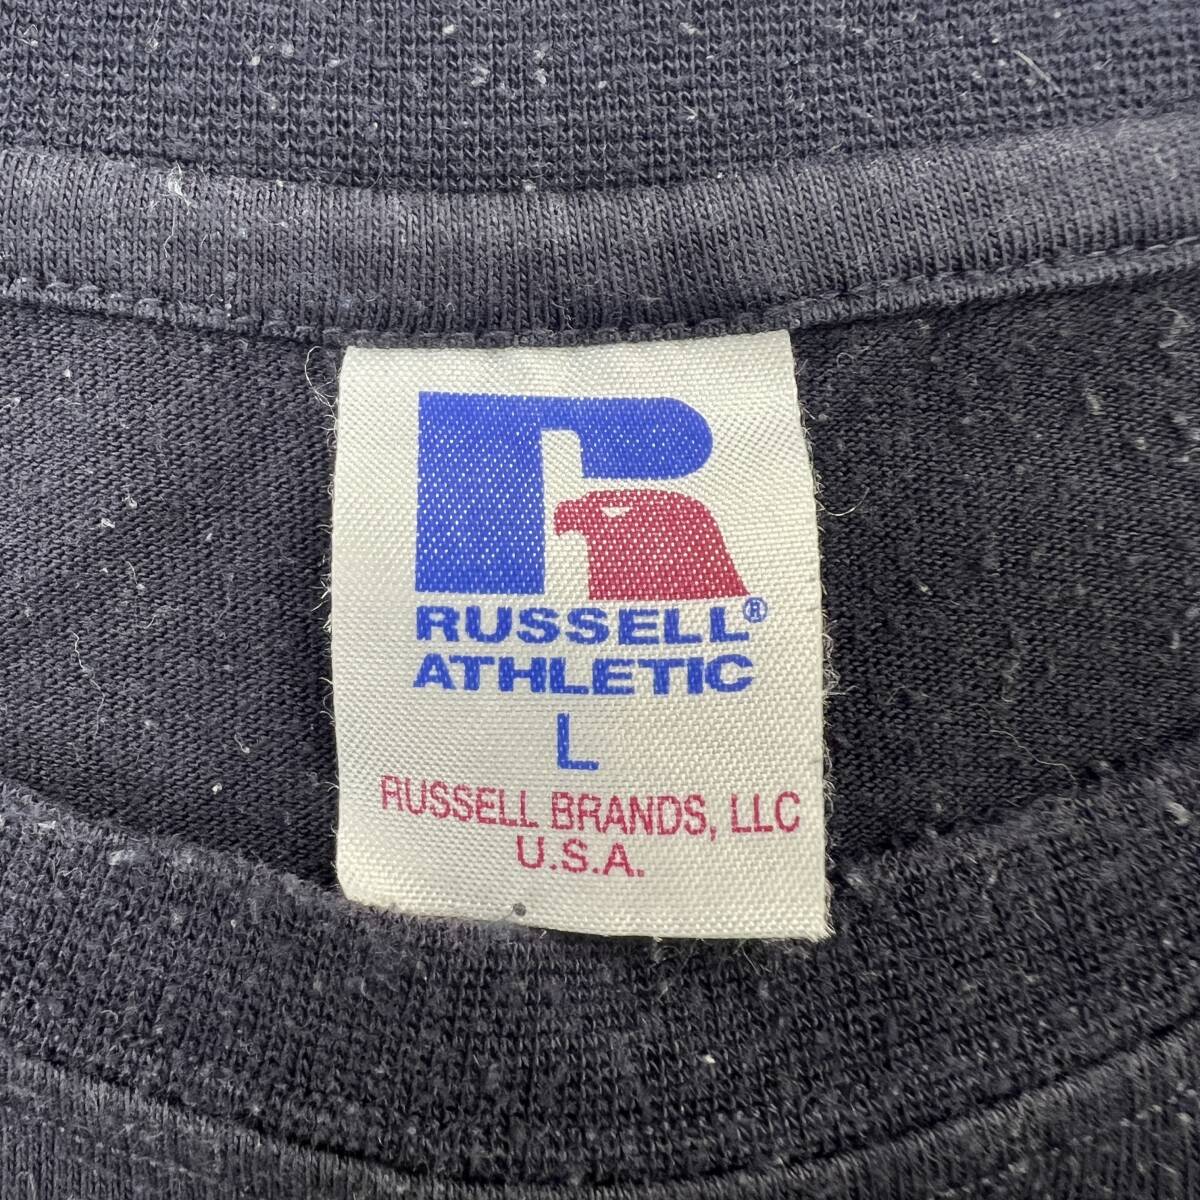 R
RUSSELL®
ATHLETIC
L
RUSSELL BRANDS, LLC
U.S.A.